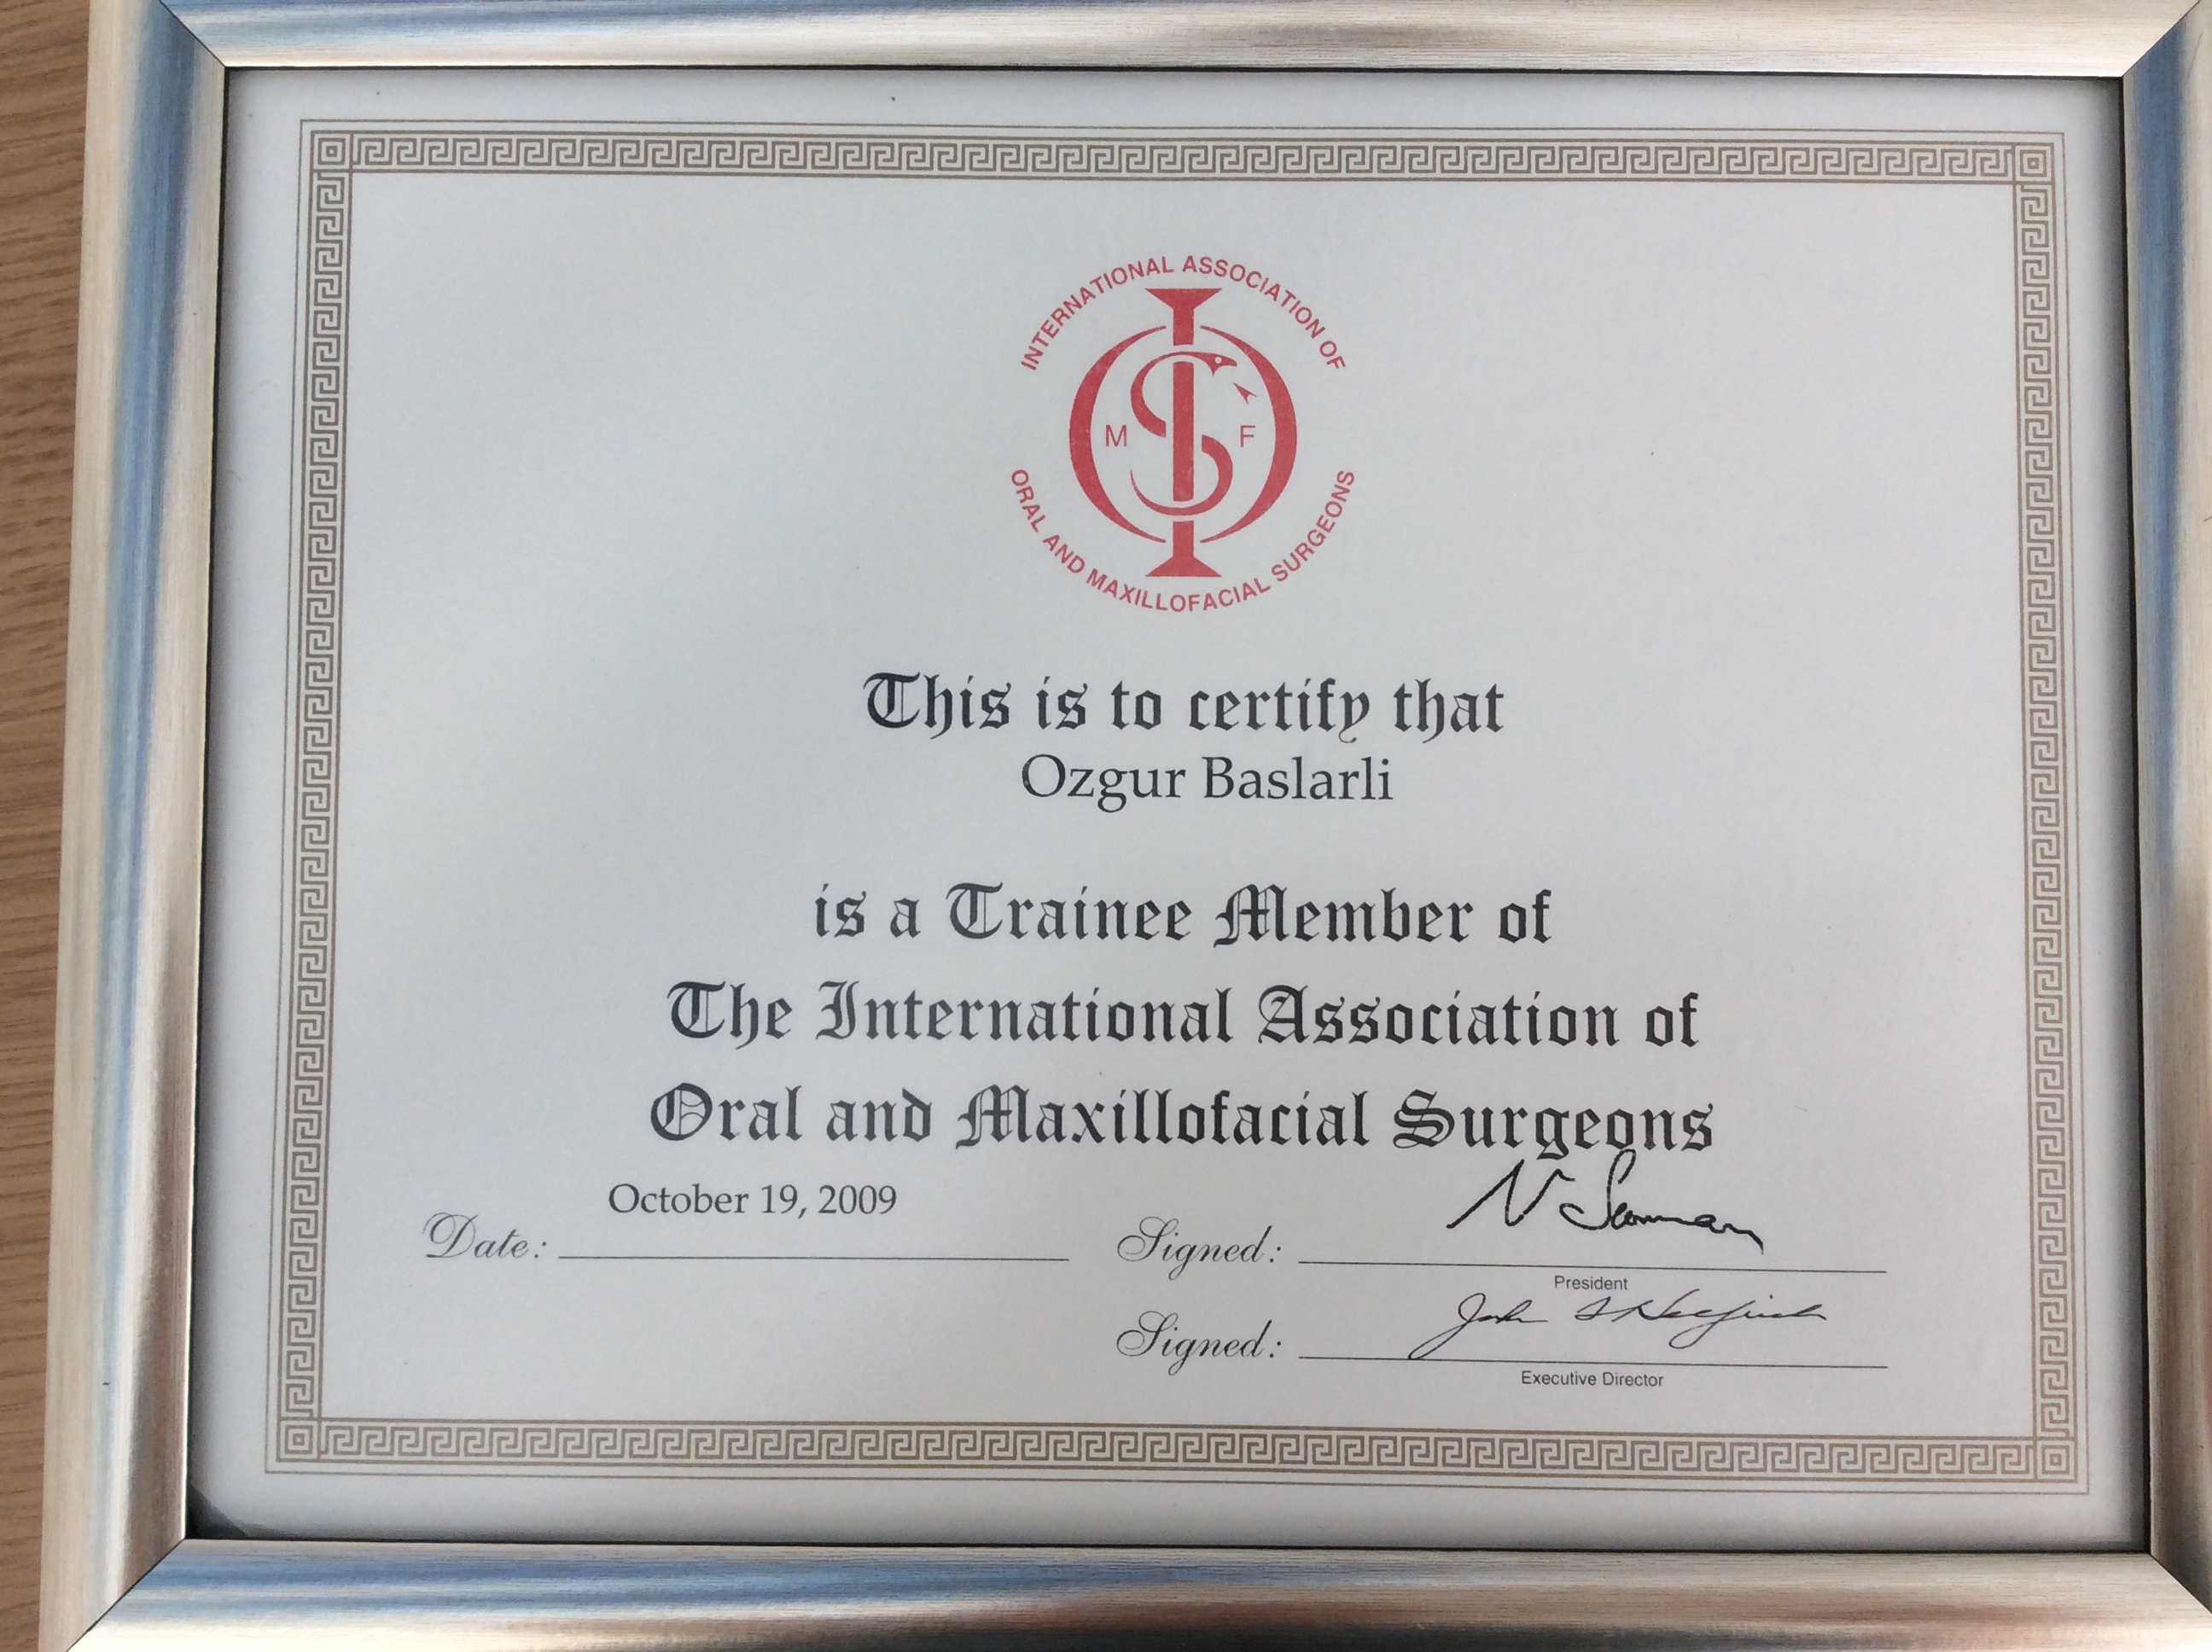 INTERNATIONAL ASSOCIATION OF
M S F
ORAL AND MAXILLOFACIAL SURGEONS
This is to certify that
Ozgur Baslarli
is a Trainee Member of
The International Association of
Oral and Maxillofacial Surgeons
October 19, 2009
Date:
Signed: N
President
Signed: John
Executive Director